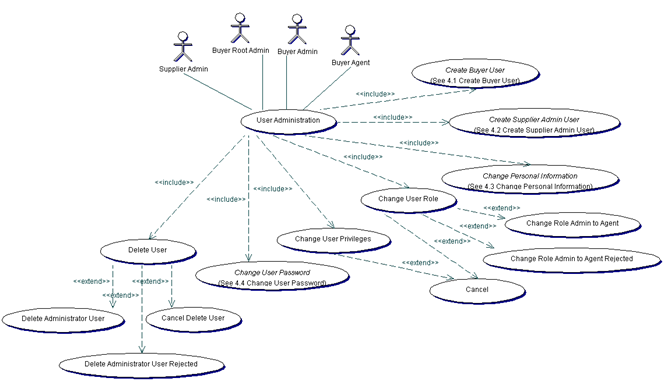 Buyer Root Admin
Buyer Admin
Buyer Agent
Supplier Admin
Create Buyer User
(See 4.1 Create Buyer User)
<<include>>
User Administration
<<include>>
Create Supplier Admin User
(See 4.2 Create Supplier Admin User)
<<include>>
Change Personal Information
(See 4.3 Change Personal Information)
<<include>>
<<include>>
<<include>>
<<include>>
Change User Role
<<extend>>
Change Role Admin to Agent
<<extend>>
<<extend>>
Change User Privileges
Delete User
Change Role Admin to Agent Rejected
<<extend>>
Change User Password
(See 4.4 Change User Password)
<<extend>>
<<extend>>
<<extend>>
Cancel
Delete Administrator User
Cancel Delete User
Delete Administrator User Rejected